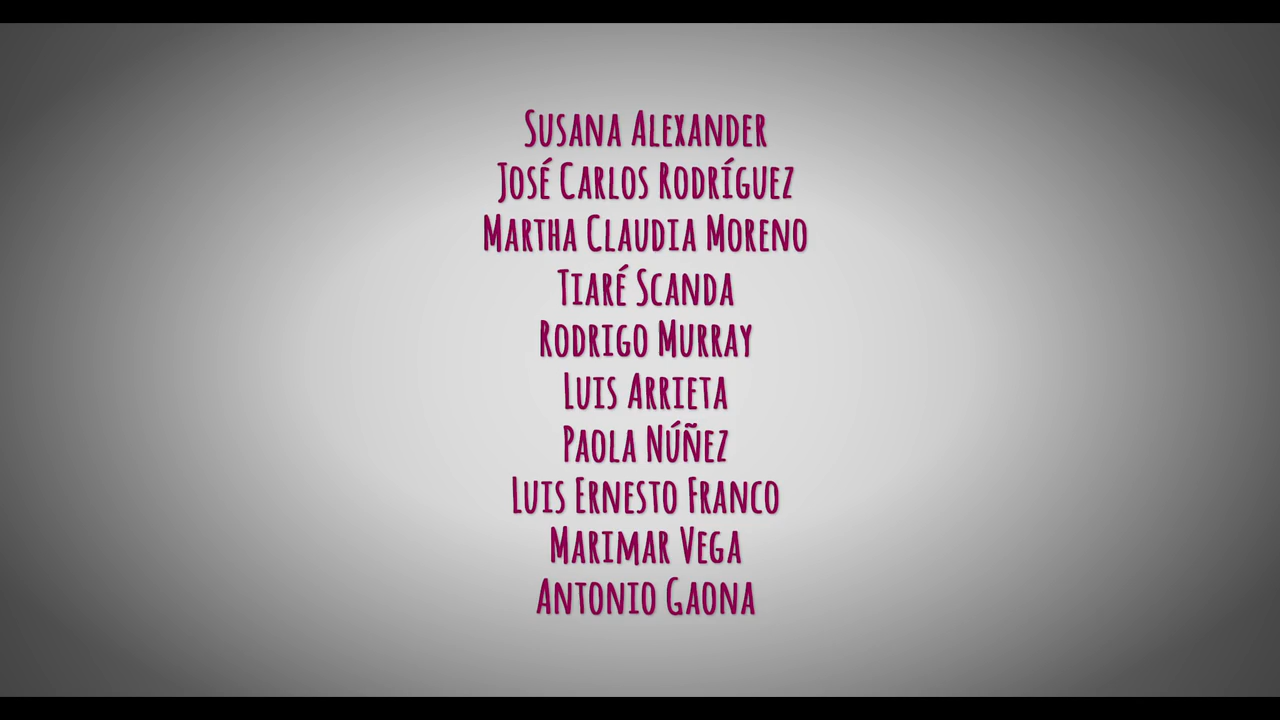 Susana Alexander
José Carlos Rodríguez
Martha Claudia Moreno
Tiaré Scanda
Rodrigo Murray
Luis Arrieta
Paola Núñez
Luis Ernesto Franco
Marimar Vega
Antonio Gaona